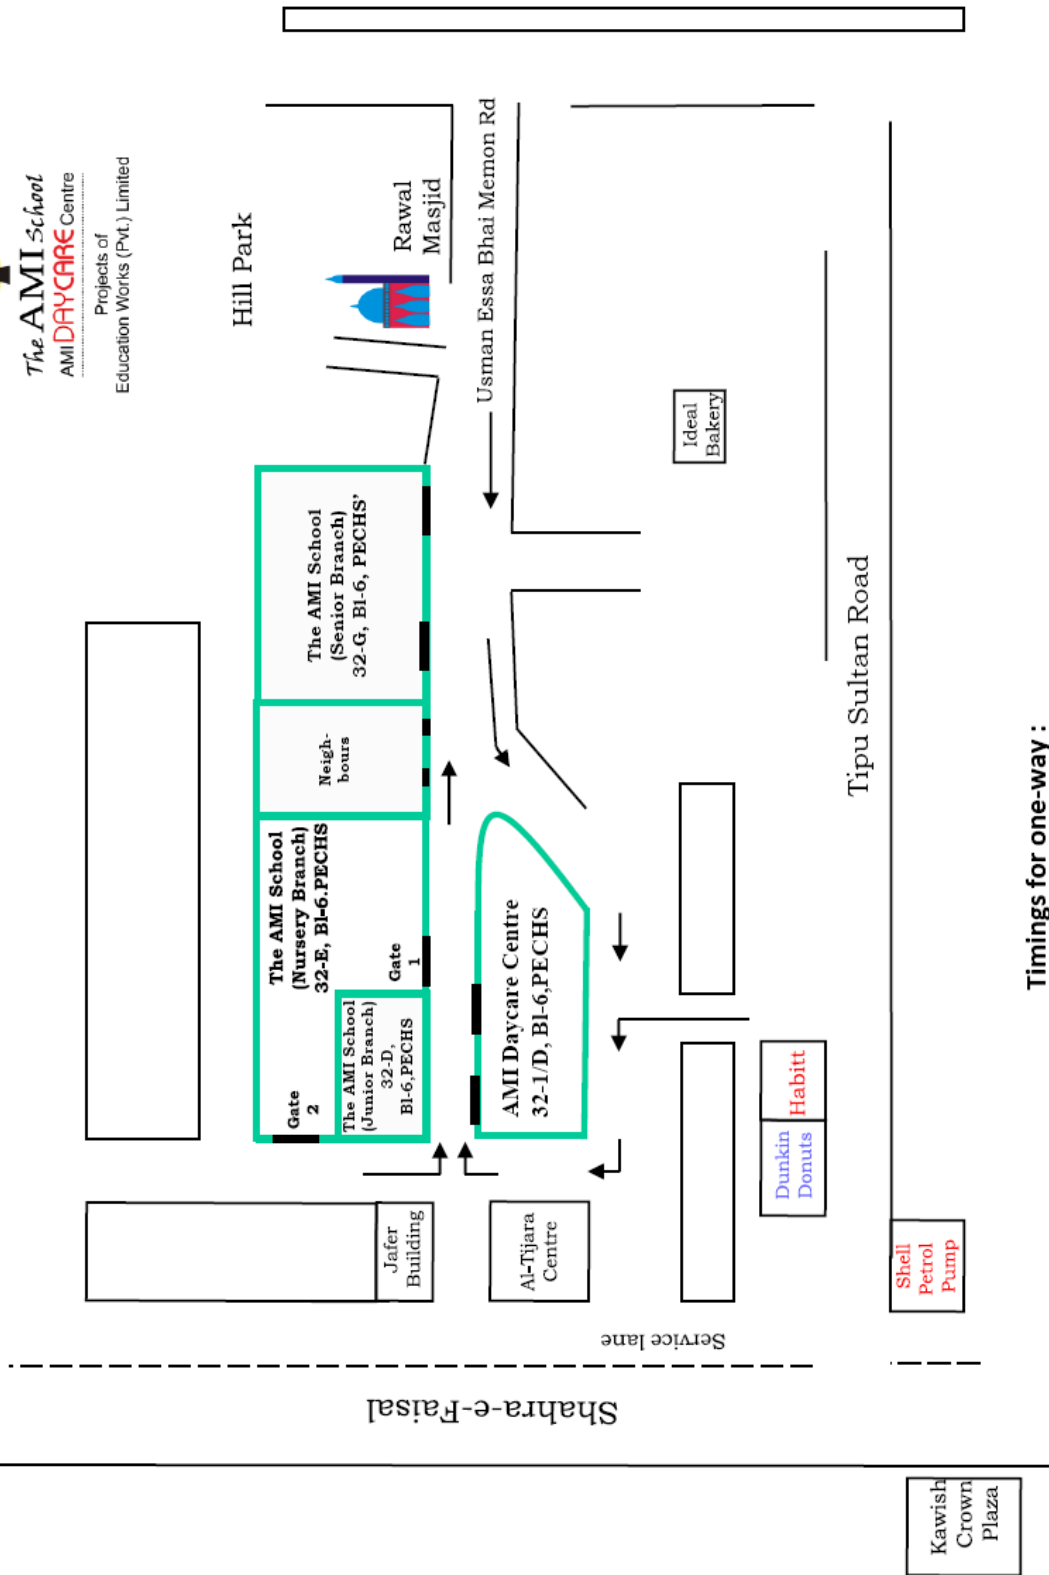 The AMI School
AMI DAYCARE Centre
Projects of
Education Works (Pvt.) Limited
Hill Park
Rawal
Masjid
Usman Essa Bhai Memon Rd
Ideal
Bakery
The AMI School
(Senior Branch)
32-G, Bl-6, PECHS’
Neigh-
bours
The AMI School
(Nursery Branch)
32-E, Bl-6.PECHS
Gate
1
Gate
2
The AMI School
(Junior Branch)
32-D,
Bl-6,PECHS
AMI Daycare Centre
32-1/D, Bl-6,PECHS
Tipu Sultan Road
Habitt
Dunkin
Donuts
Jafer
Building
Al-Tijara
Centre
Shell
Petrol
Pump
Service lane
Shahra-e-Faisal
Kawish
Crown
Plaza
Timings for one-way :